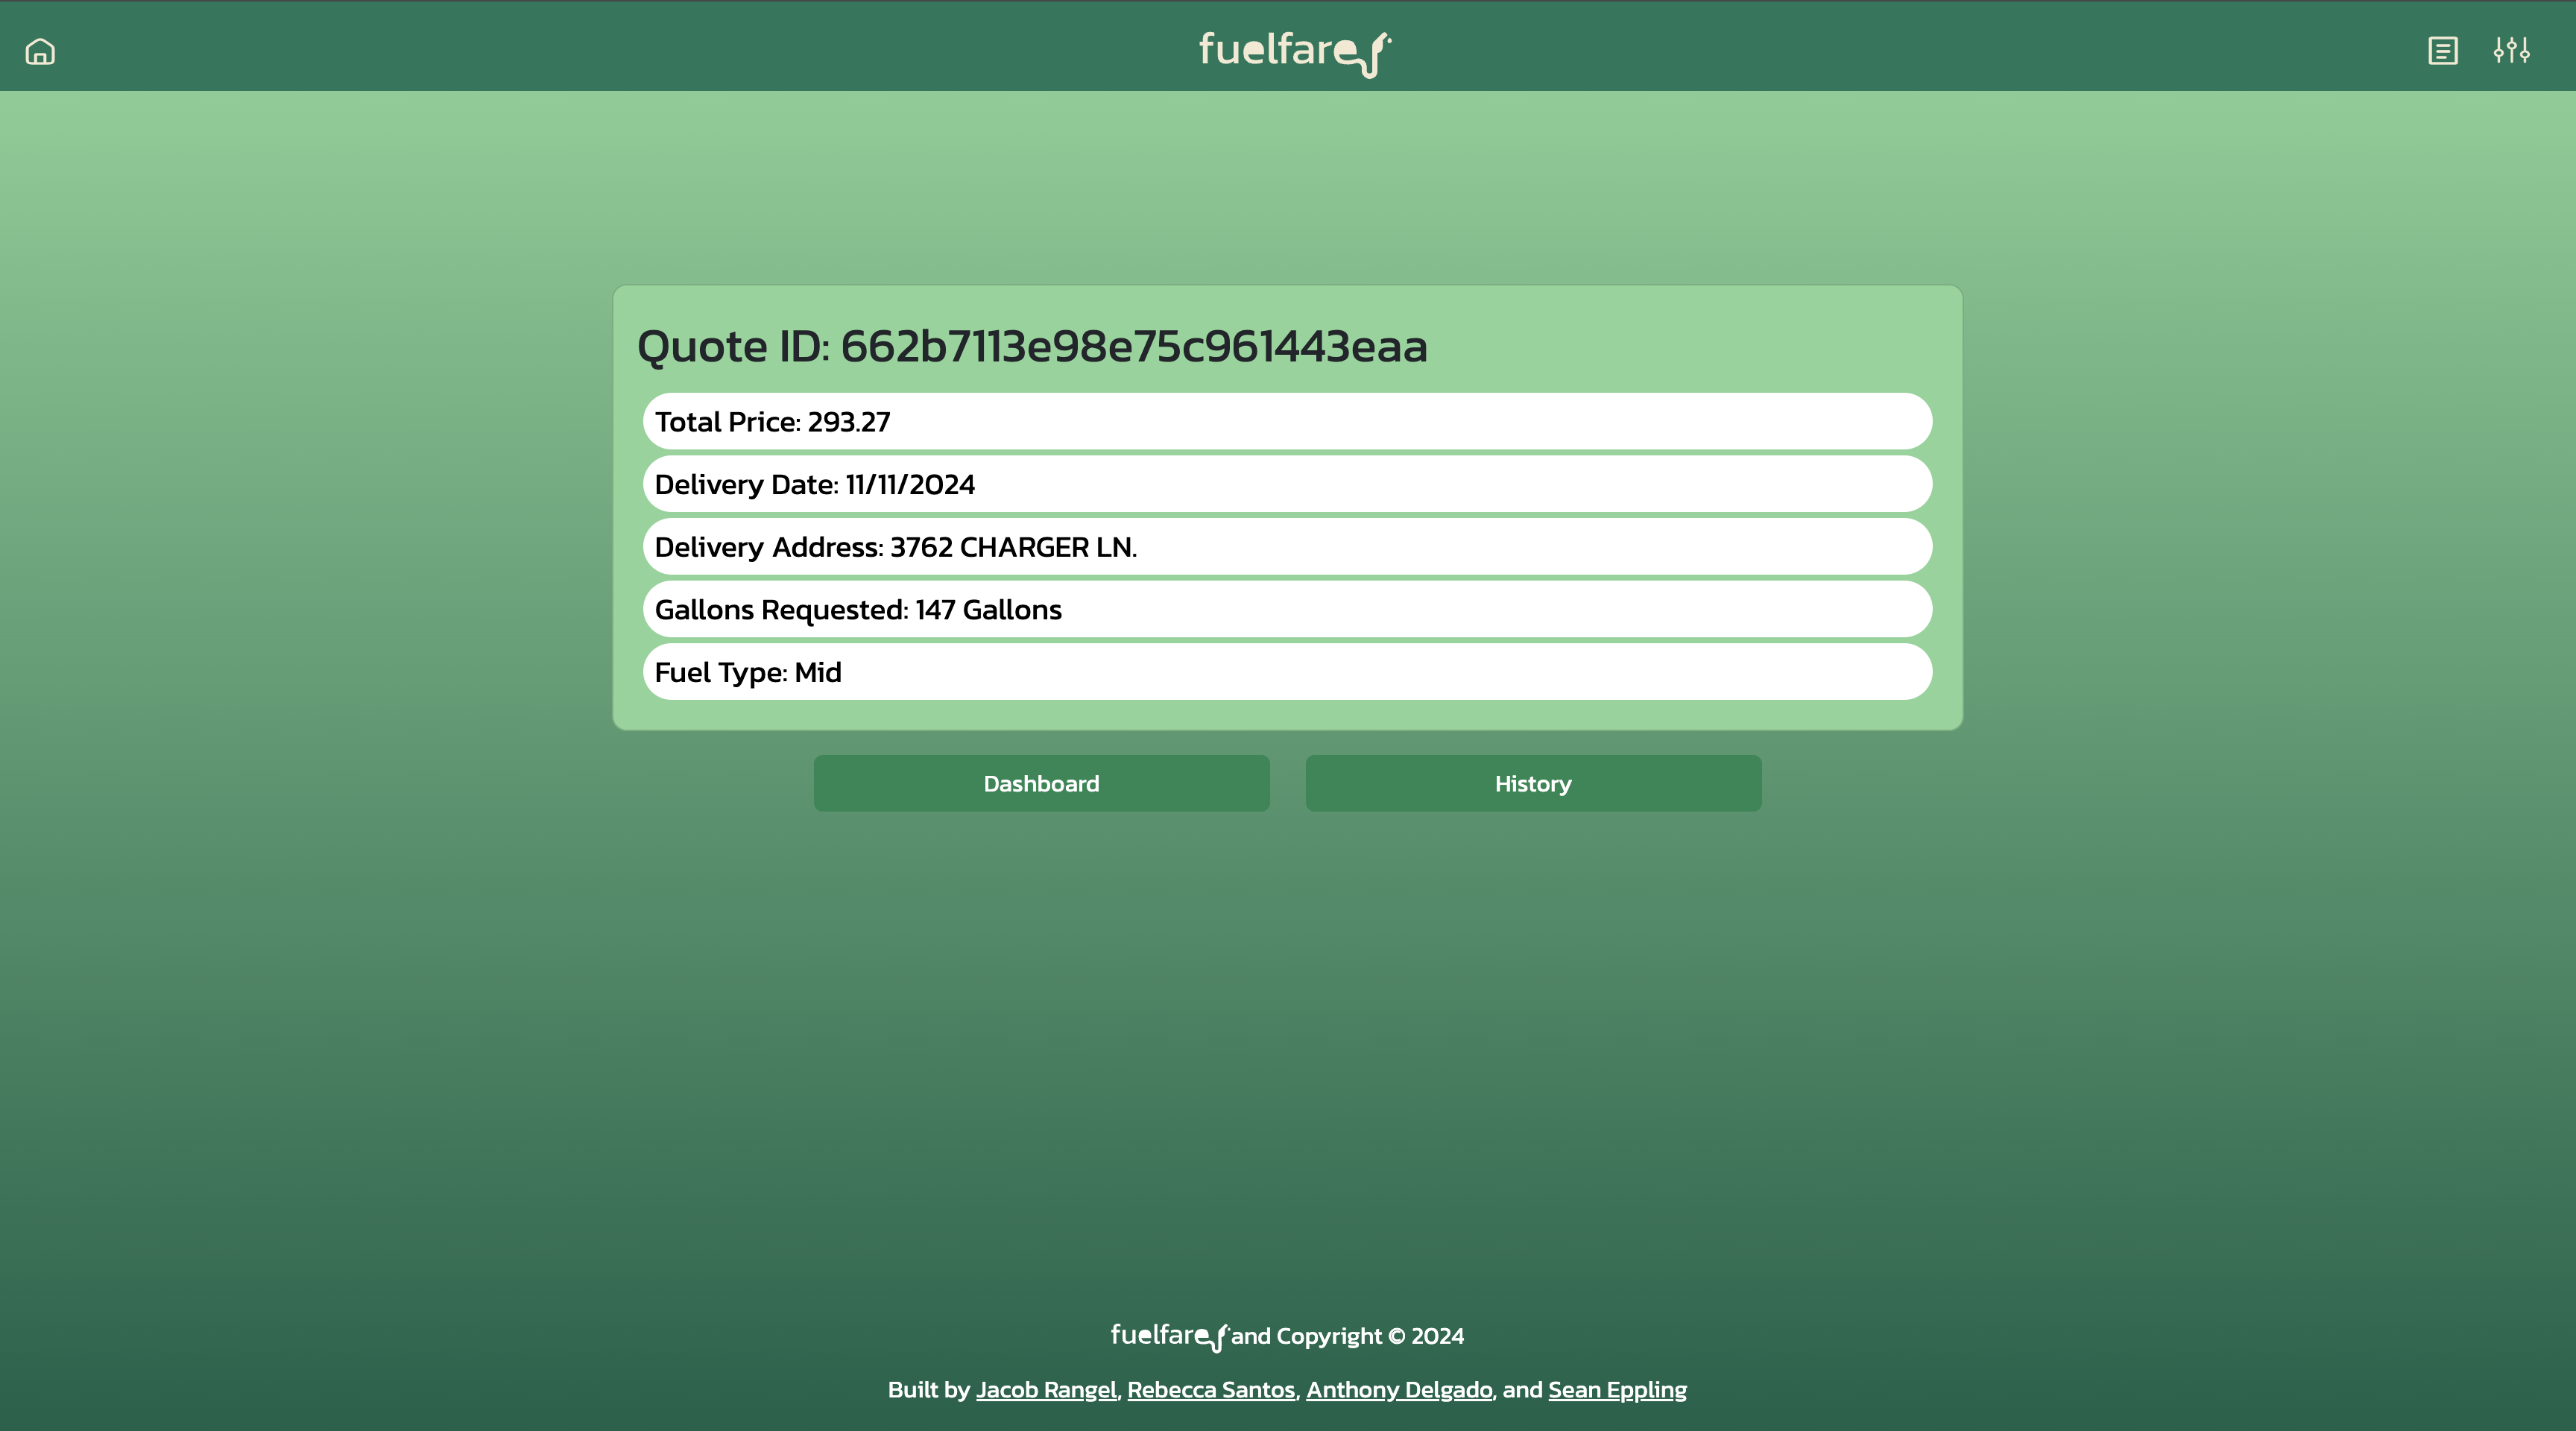 fuelfare
Quote ID: 662b7113e98e75c961443eaa
Total Price: 293.27
Delivery Date: 11/11/2024
Delivery Address: 3762 CHARGER LN.
Gallons Requested: 147 Gallons
Fuel Type: Mid
Dashboard
History
fuelfare and Copyright © 2024
Built by Jacob Rangel, Rebecca Santos, Anthony Delgado, and Sean Eppling